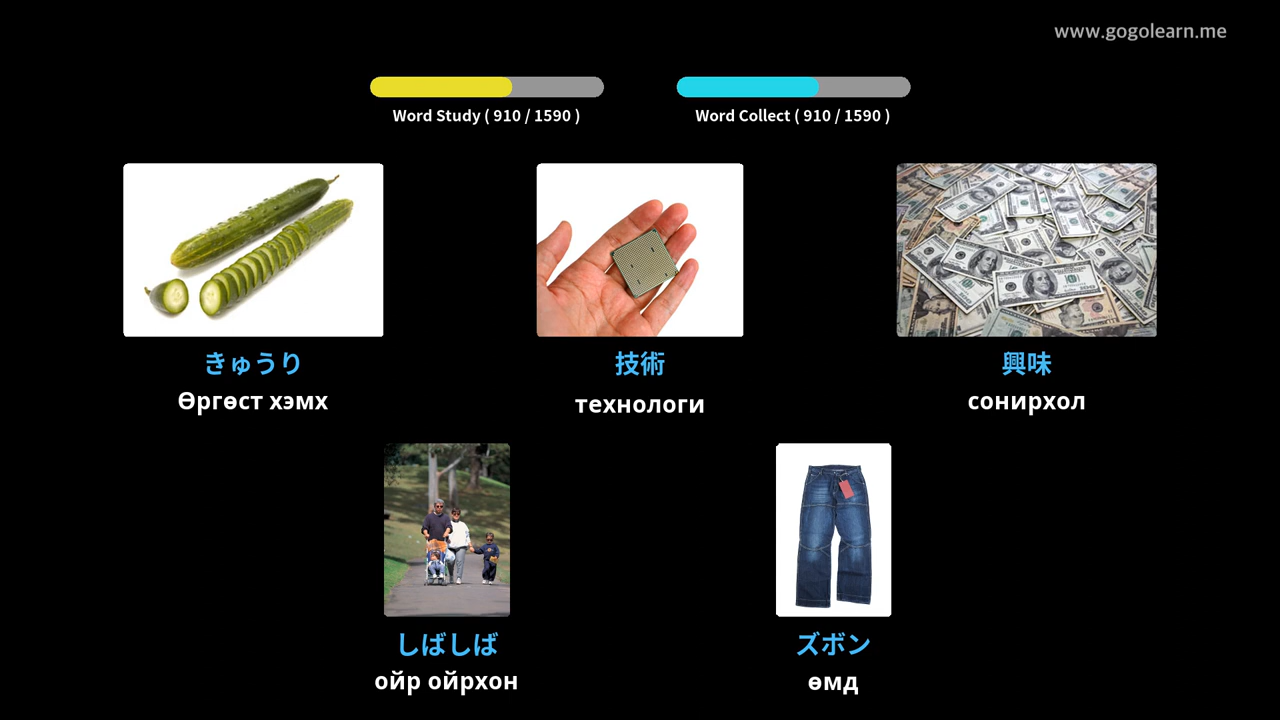 www.gogolearn.me
Word Study ( 910 / 1590 )
Word Collect ( 910 / 1590 )
きゅうり
Өргөст хэмх
技術
технологи
興味
сонирхол
しばしば
ойр ойрхон
ズボン
өмд